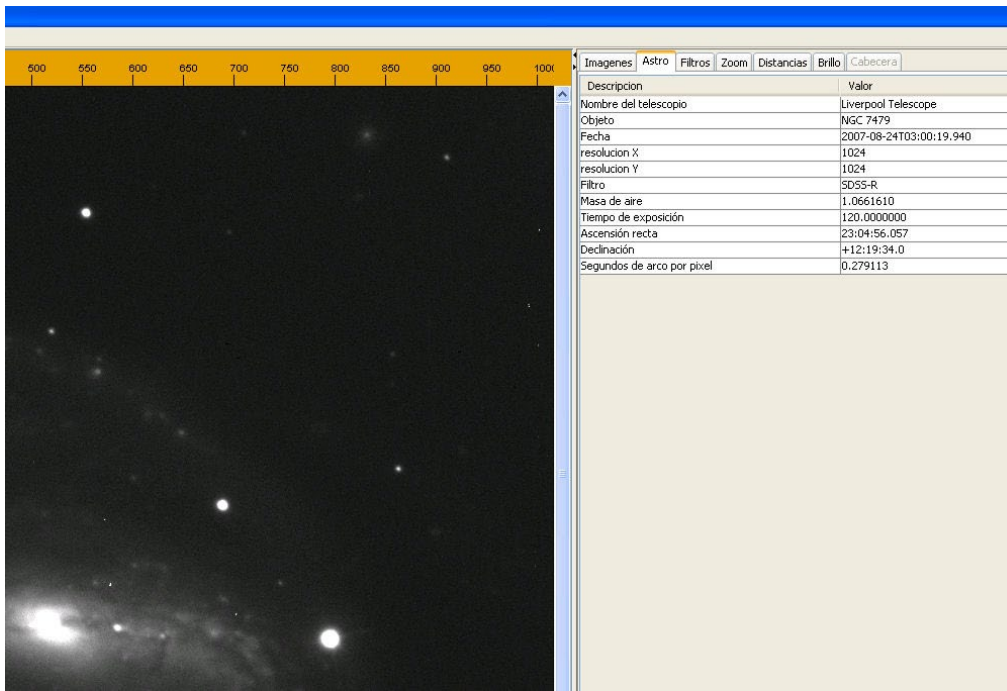 500 550 600 650 700 750 800 850 900 950 100
Imagenes Astro Filtros Zoom Distancias Brillo Cabecera
Descripcion Valor
Nombre del telescopio Liverpool Telescope
Objeto NGC 7479
Fecha 2007-08-24T03:00:19.940
resolucion X 1024
resolucion Y 1024
Filtro SDSS-R
Masa de aire 1.0661610
Tiempo de exposición 120.0000000
Ascensión recta 23:04:56.057
Declinación +12:19:34.0
Segundos de arco por pixel 0.279113